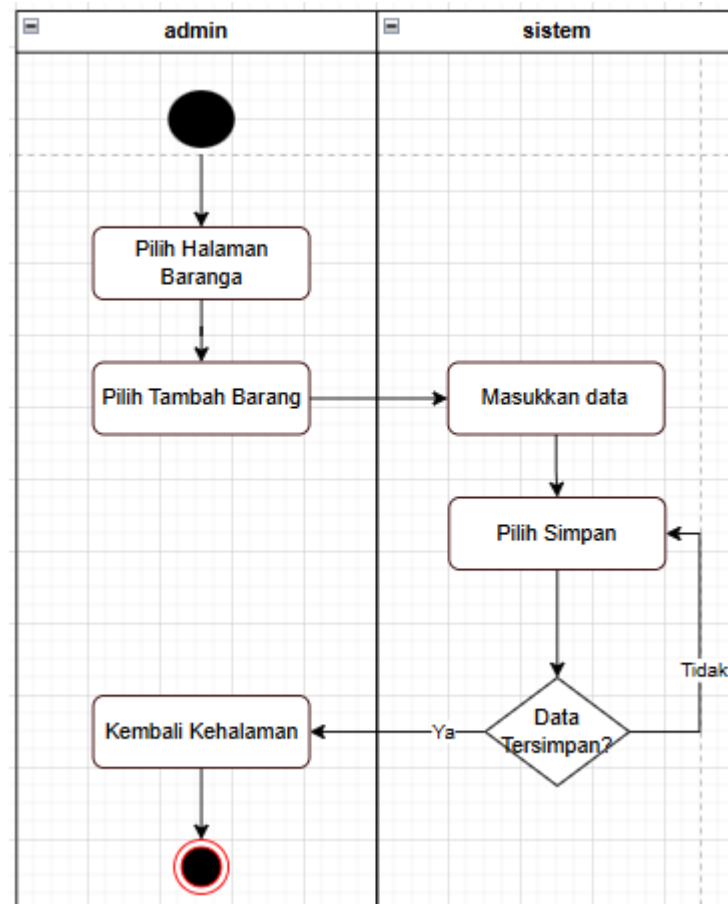 admin
sistem
Pilih Halaman
Baranga
Pilih Tambah Barang
Masukkan data
Pilih Simpan
Tidak
Kembali Kehalaman
Ya
Data
Tersimpan?